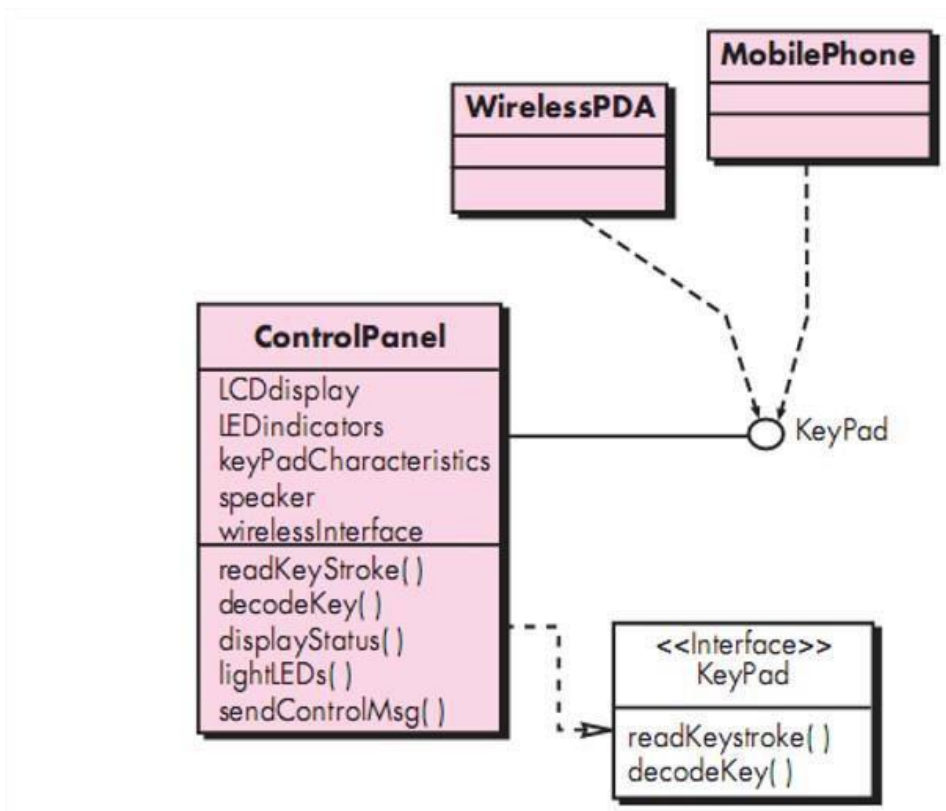 MobilePhone
WirelessPDA
ControlPanel
LCDdisplay
LEDindicators
keyPadCharacteristics
speaker
wirelessInterface
readKeyStroke( )
decodeKey( )
displayStatus( )
lightLEDs( )
sendControlMsg( )
KeyPad
<<Interface>>
KeyPad
readKeystroke( )
decodeKey( )